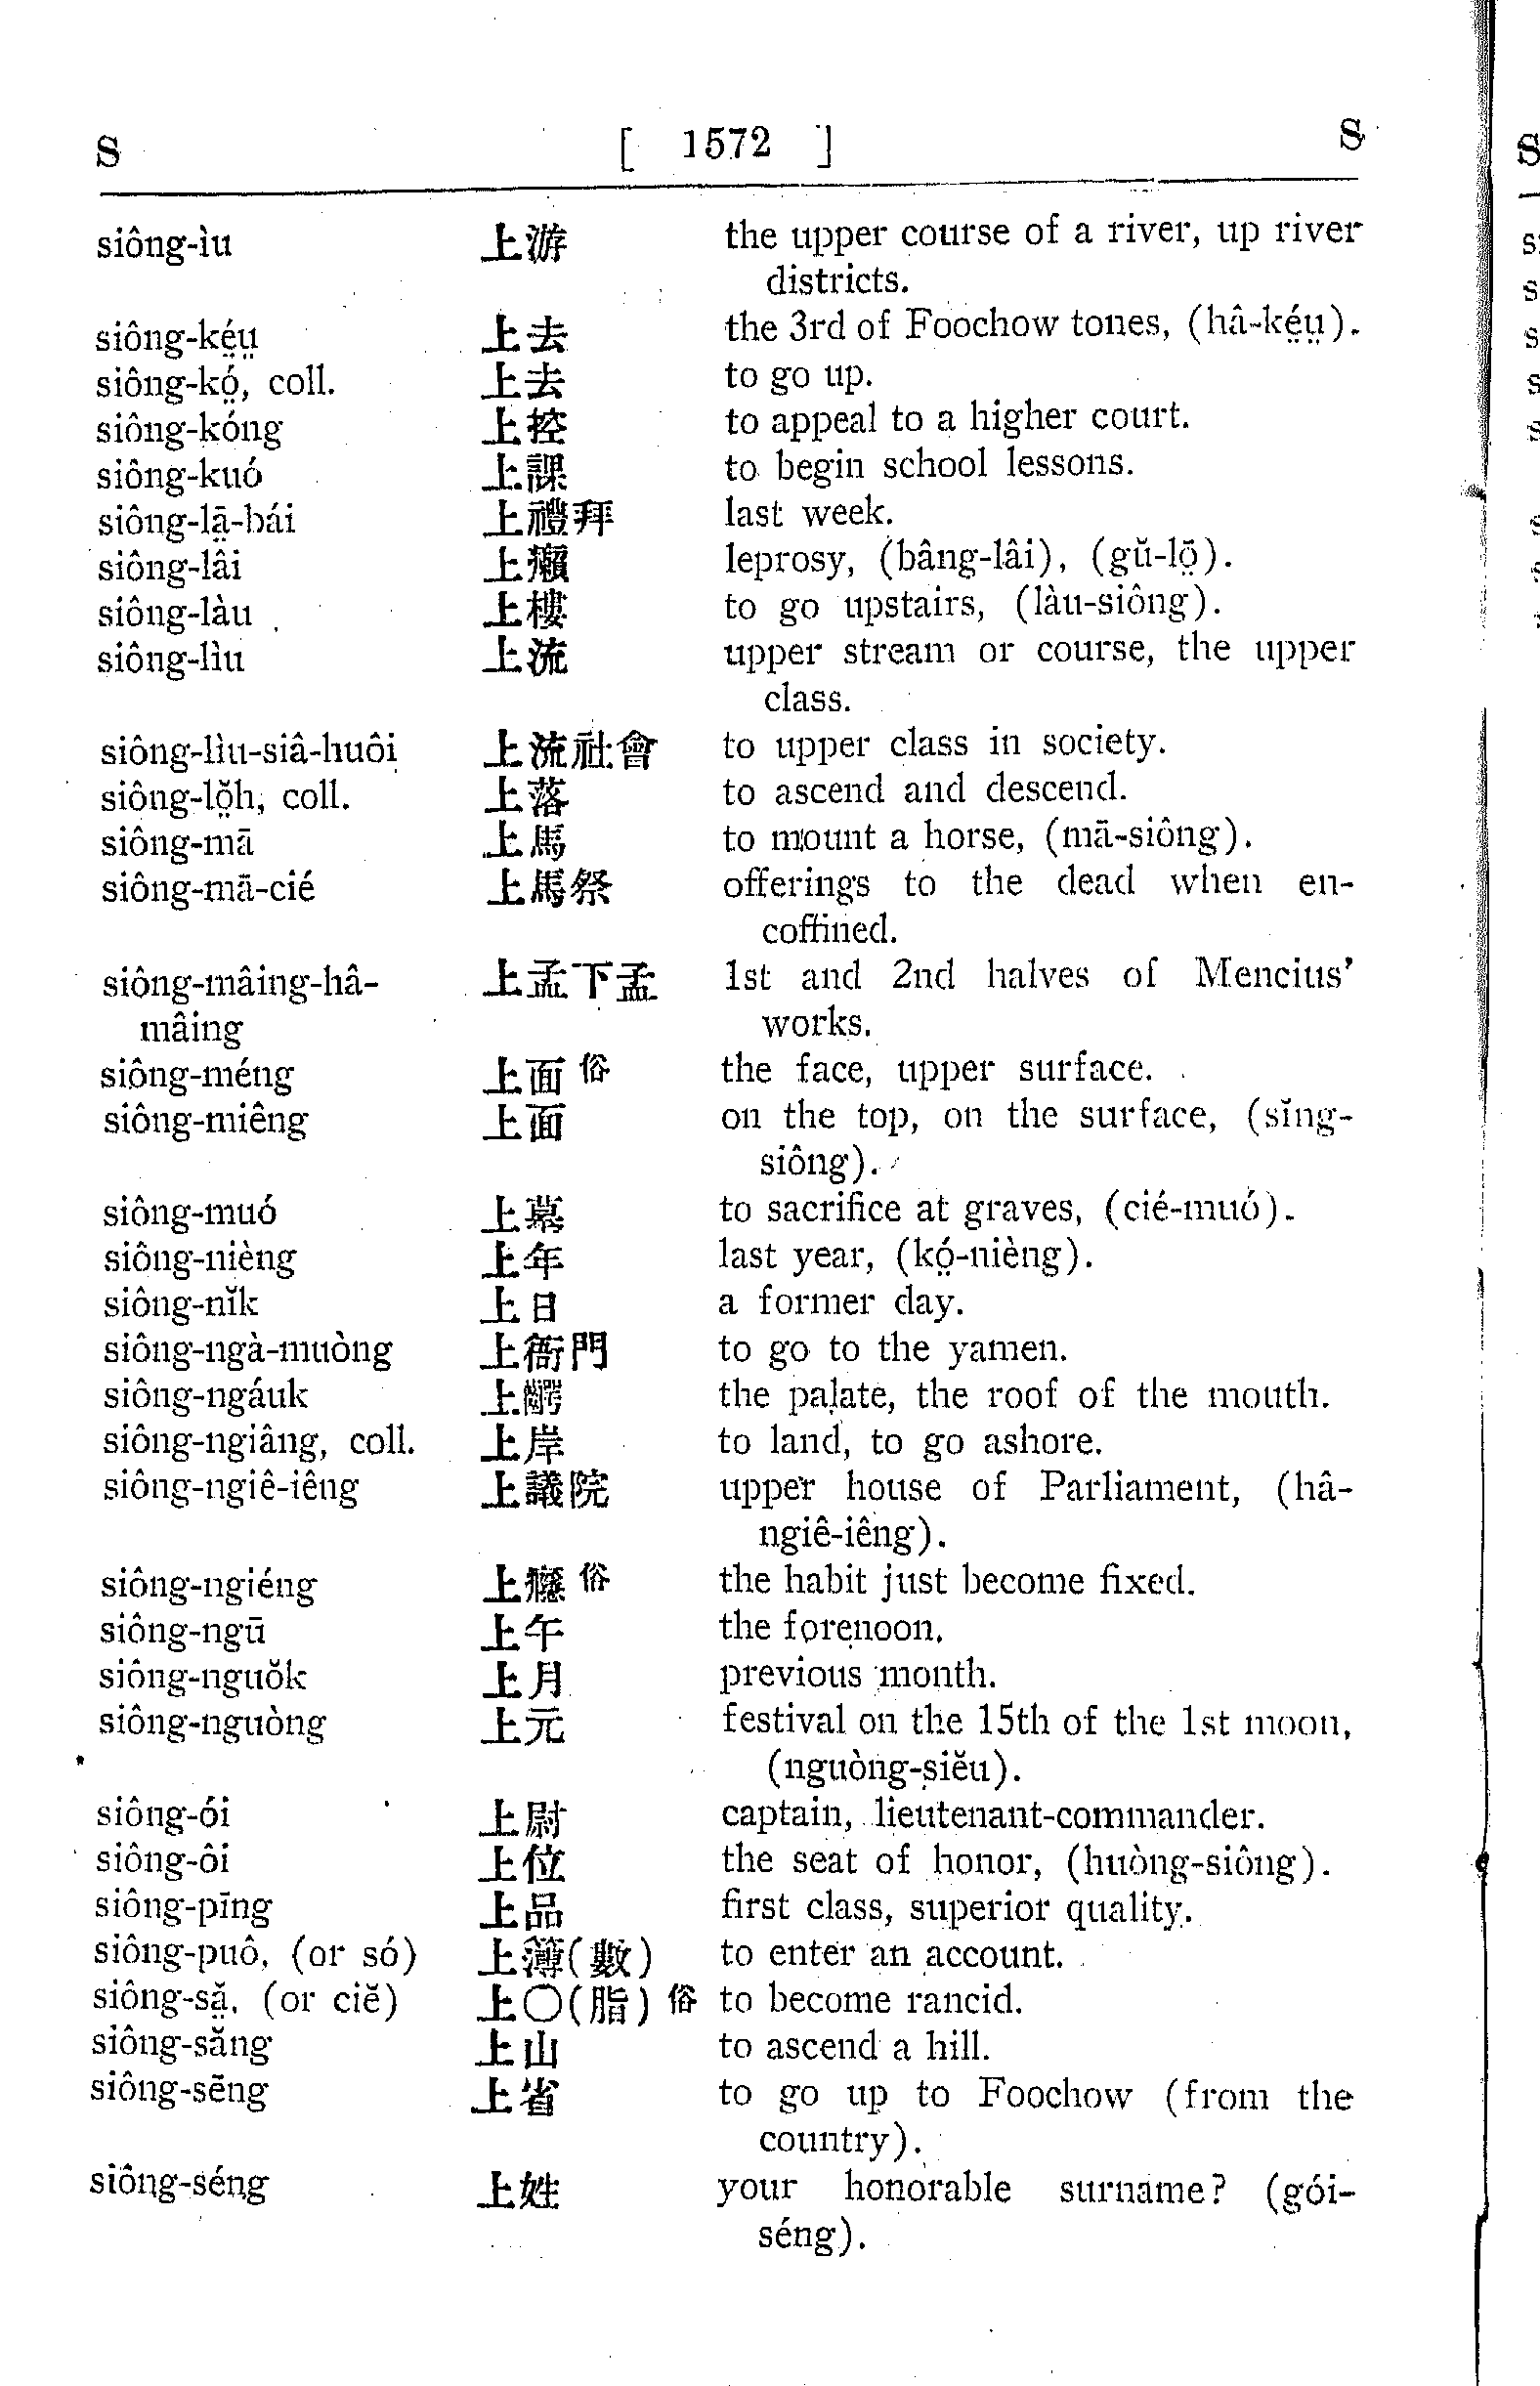 S [ 1572 ] S
siông-ìu 上游 the upper course of a river, up river
districts.
siông-ké̤ṳ 上去 the 3rd of Foochow tones, (hâ-ké̤ṳ).
siông-kó̤, coll. 上去 to go up.
siông-kóng 上控 to appeal to a higher court.
siông-kuó 上課 to begin school lessons.
siông-lā̤-bái 上禮拜 last week.
siông-lâi 上癩 leprosy, (bâng-lâi), (gŭ-lō̤).
siông-làu 上樓 to go upstairs, (làu-siông).
siông-lìu 上流 upper stream or course, the upper
class.
siông-lìu-siâ-huôi 上流社會 to upper class in society.
siông-lŏ̤h, coll. 上落 to ascend and descend.
siông-mā 上馬 to mount a horse, (mā-siông).
siông-mā-cié 上馬祭 offerings to the dead when en-
coffined.
siông-mâing-hâ- 上孟下孟 1st and 2nd halves of Mencius'
mâing works.
siông-méng 上面 俗 the face, upper surface.
siông-miêng 上面 on the top, on the surface, (sĭng-
siông).
siông-muó 上墓 to sacrifice at graves, (cié-muó).
siông-nièng 上年 last year, (kó̤-nièng).
siông-nĭk 上日 a former day.
siông-ngà-muòng 上衙門 to go to the yamen.
siông-ngáuk 上齶 the palate, the roof of the mouth.
siông-ngiâng, coll. 上岸 to land, to go ashore.
siông-ngiê-iêng 上議院 upper house of Parliament, (hâ-
ngiê-iêng).
siông-ngiéng 上癮 俗 the habit just become fixed.
siông-ngū 上午 the forenoon.
siông-nguŏk 上月 previous month.
siông-nguòng 上元 festival on the 15th of the 1st moon,
(nguòng-siĕu).
siông-ói 上尉 captain, lieutenant-commander.
siông-ôi 上位 the seat of honor, (huòng-siông).
siông-pīng 上品 first class, superior quality.
siông-puô, (or só) 上簿(數) to enter an account.
siông-să̤, (or ciĕ) 上〇(脂) 俗 to become rancid.
siông-săng 上山 to ascend a hill.
siông-sēng 上省 to go up to Foochow (from the
country).
siông-séng 上姓 your honorable surname? (gói-
séng).